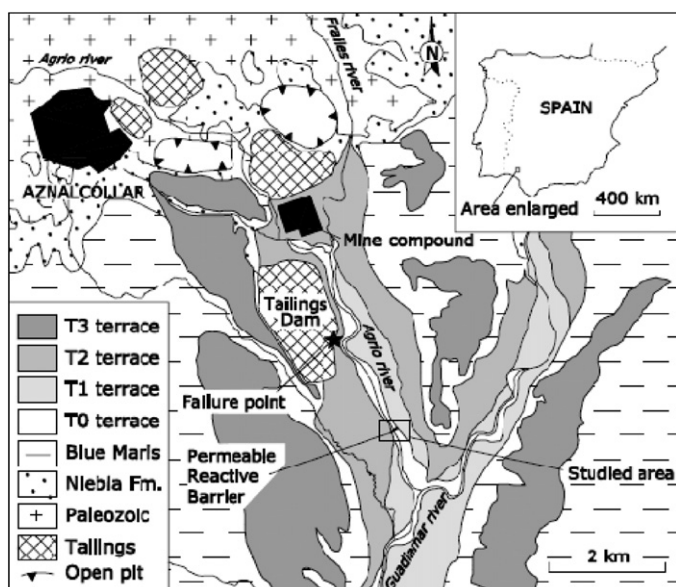 Agrio river
Frailes river
N
SPAIN
Area enlarged
400 km
AZNALCOLLAR
Mine compound
Tailings
Dam
Agrio river
Failure point
Permeable
Reactive
Barrier
Studied area
Guadiamar river
2 km
T3 terrace
T2 terrace
T1 terrace
T0 terrace
Blue Marls
Niebla Fm.
Paleozoic
Tailings
Open pit